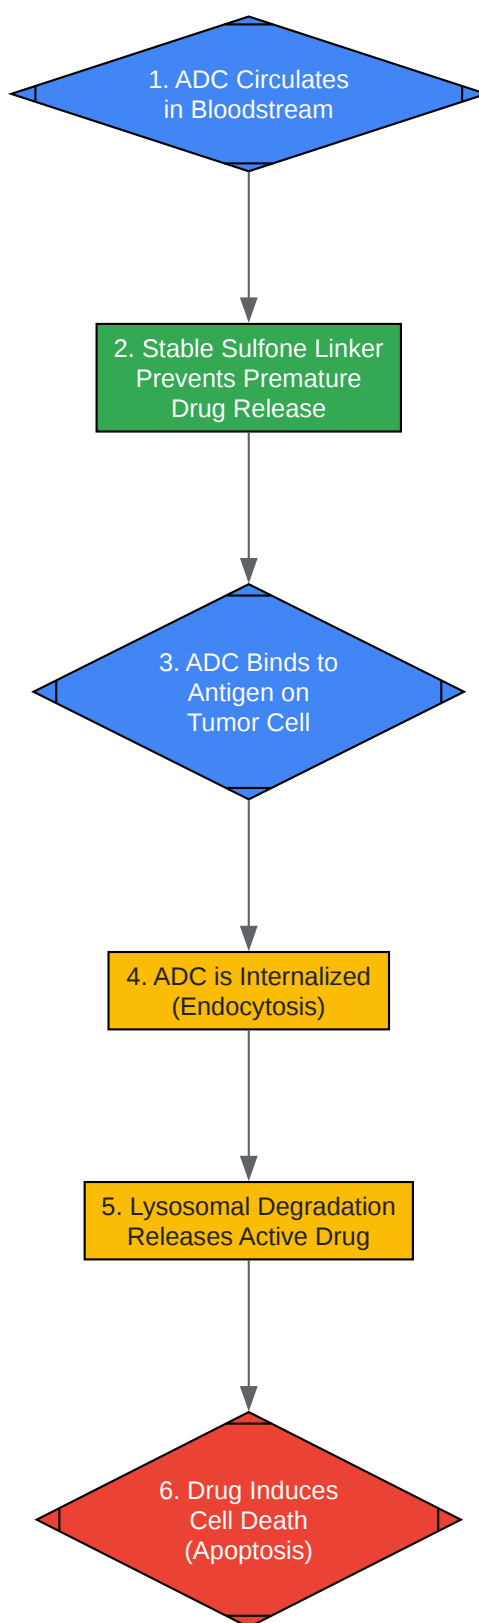 1. ADC Circulates
in Bloodstream
2. Stable Sulfone Linker
Prevents Premature
Drug Release
3. ADC Binds to
Antigen on
Tumor Cell
4. ADC is Internalized
(Endocytosis)
5. Lysosomal Degradation
Releases Active Drug
6. Drug Induces
Cell Death
(Apoptosis)